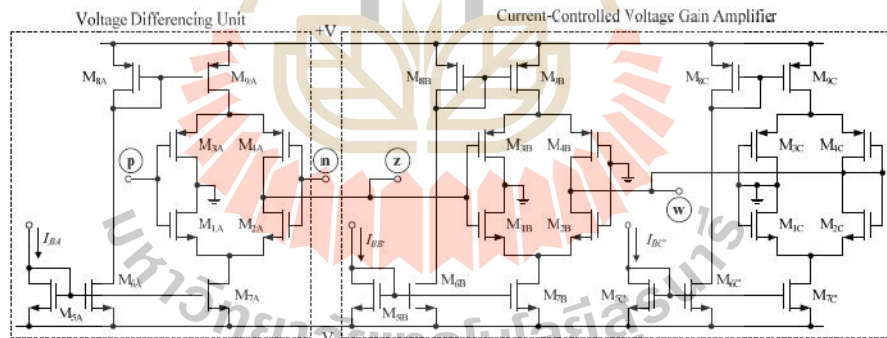 Voltage Differencing Unit
+V
Current-Controlled Voltage Gain Amplifier
M8A
M9A
M8B
M9B
M8C
M9C
M3A
M4A
M3B
M4B
M3C
M4C
p
n
z
w
M1A
M2A
M1B
M2B
M1C
M2C
IBA
IBB
IBC
M6A
M7A
M5A
M6B
M7B
M5B
M5C
M6C
M7C
-V